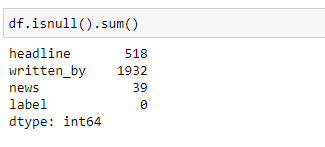 df.isnull().sum()
headline 518
written_by 1932
news 39
label 0
dtype: int64